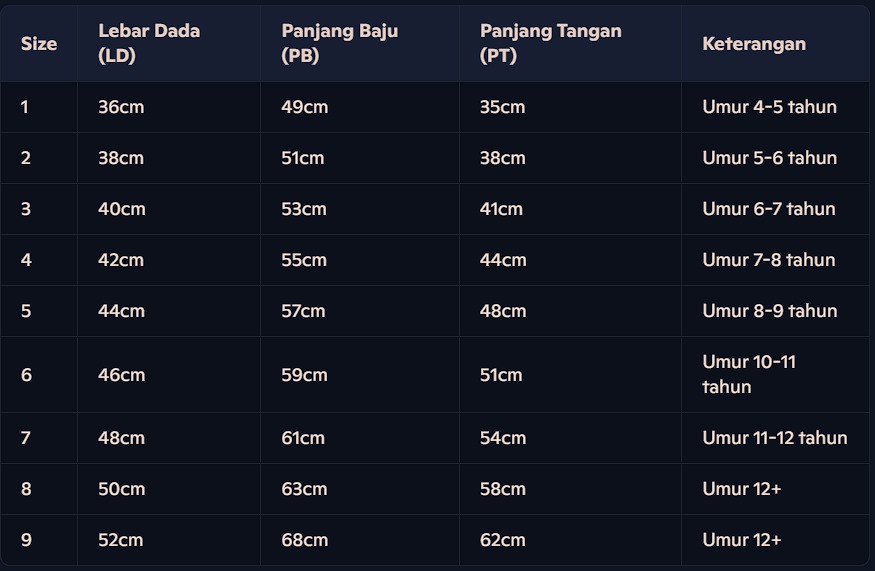 Size Lebar Dada (LD) Panjang Baju (PB) Panjang Tangan (PT) Keterangan
1 36cm 49cm 35cm Umur 4-5 tahun
2 38cm 51cm 38cm Umur 5-6 tahun
3 40cm 53cm 41cm Umur 6-7 tahun
4 42cm 55cm 44cm Umur 7-8 tahun
5 44cm 57cm 48cm Umur 8-9 tahun
6 46cm 59cm 51cm Umur 10-11 tahun
7 48cm 61cm 54cm Umur 11-12 tahun
8 50cm 63cm 58cm Umur 12+
9 52cm 68cm 62cm Umur 12+